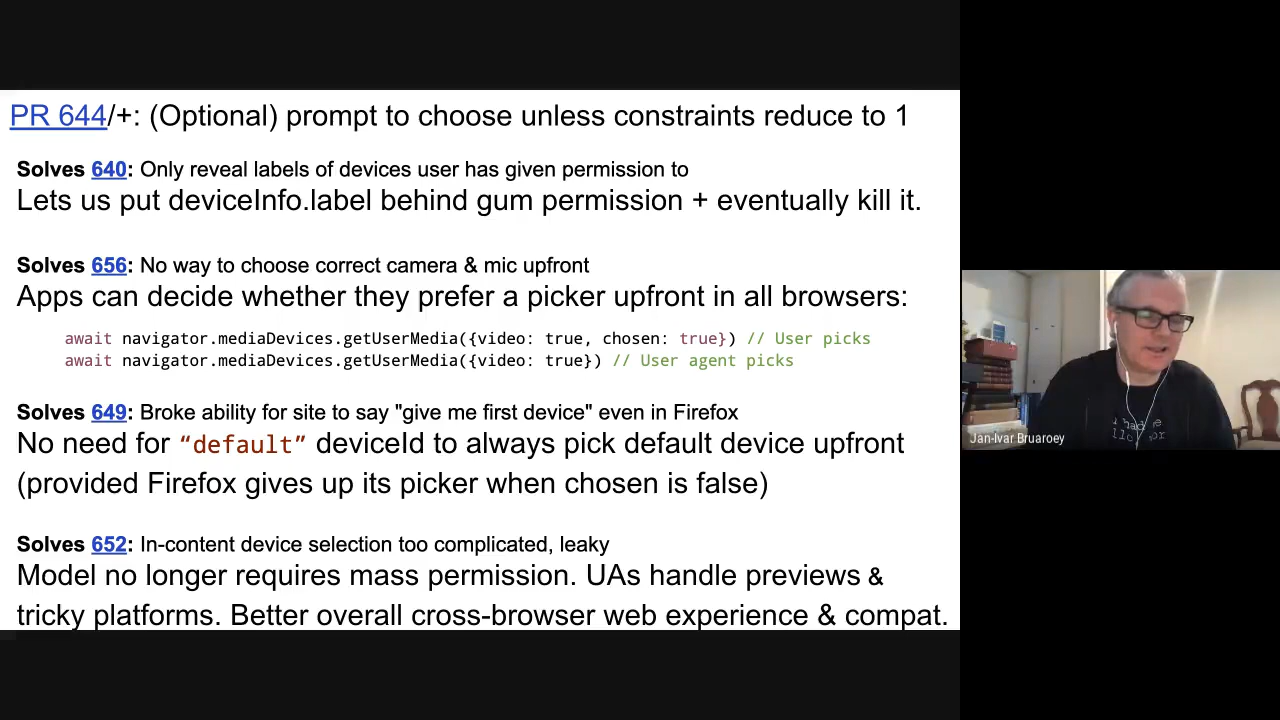 PR 644/+: (Optional) prompt to choose unless constraints reduce to 1
Solves 640: Only reveal labels of devices user has given permission to
Lets us put deviceInfo.label behind gum permission + eventually kill it.
Solves 656: No way to choose correct camera & mic upfront
Apps can decide whether they prefer a picker upfront in all browsers:
await navigator.mediaDevices.getUserMedia({video: true, chosen: true}) // User picks
await navigator.mediaDevices.getUserMedia({video: true}) // User agent picks
Solves 649: Broke ability for site to say "give me first device" even in Firefox
No need for “default” deviceId to always pick default device upfront
(provided Firefox gives up its picker when chosen is false)
Solves 652: In-content device selection too complicated, leaky
Model no longer requires mass permission. UAs handle previews &
tricky platforms. Better overall cross-browser web experience & compat.
Jan-Ivar Bruaroey